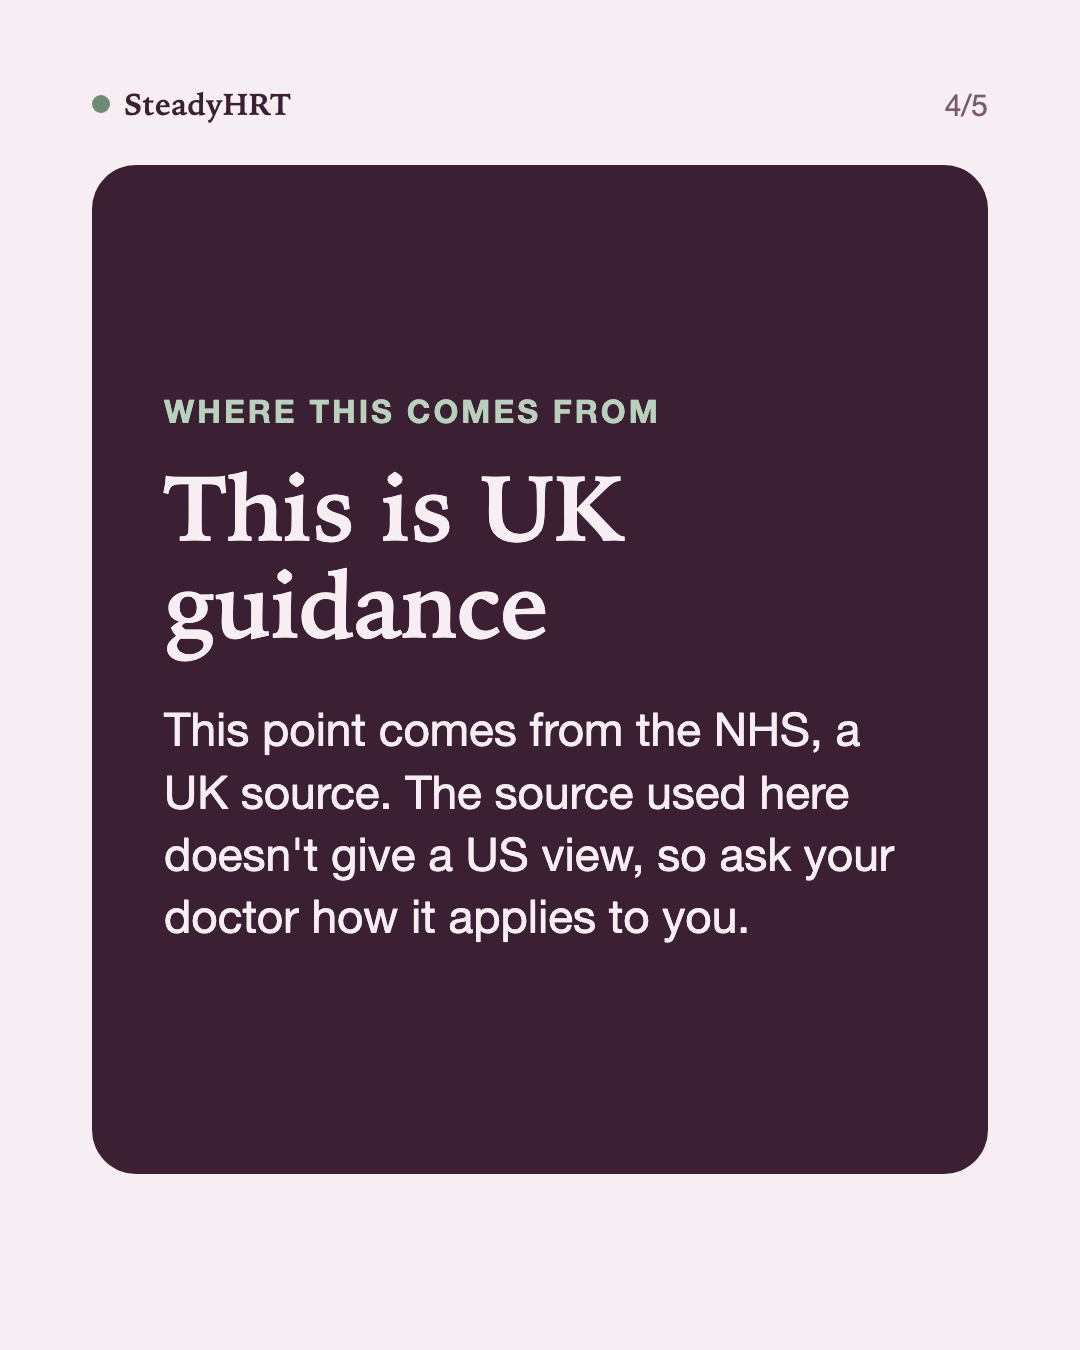 SteadyHRT
4/5
WHERE THIS COMES FROM
This is UK
guidance
This point comes from the NHS, a
UK source. The source used here
doesn't give a US view, so ask your
doctor how it applies to you.